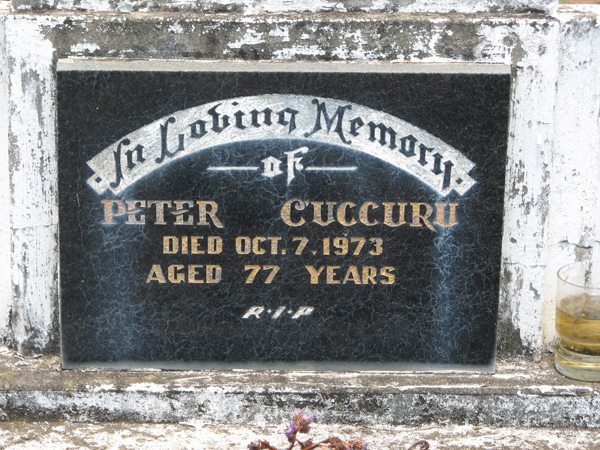 In Loving Memory
of
PETER CUCCURU
DIED OCT. 7. 1973
AGED 77 YEARS
R·I·P